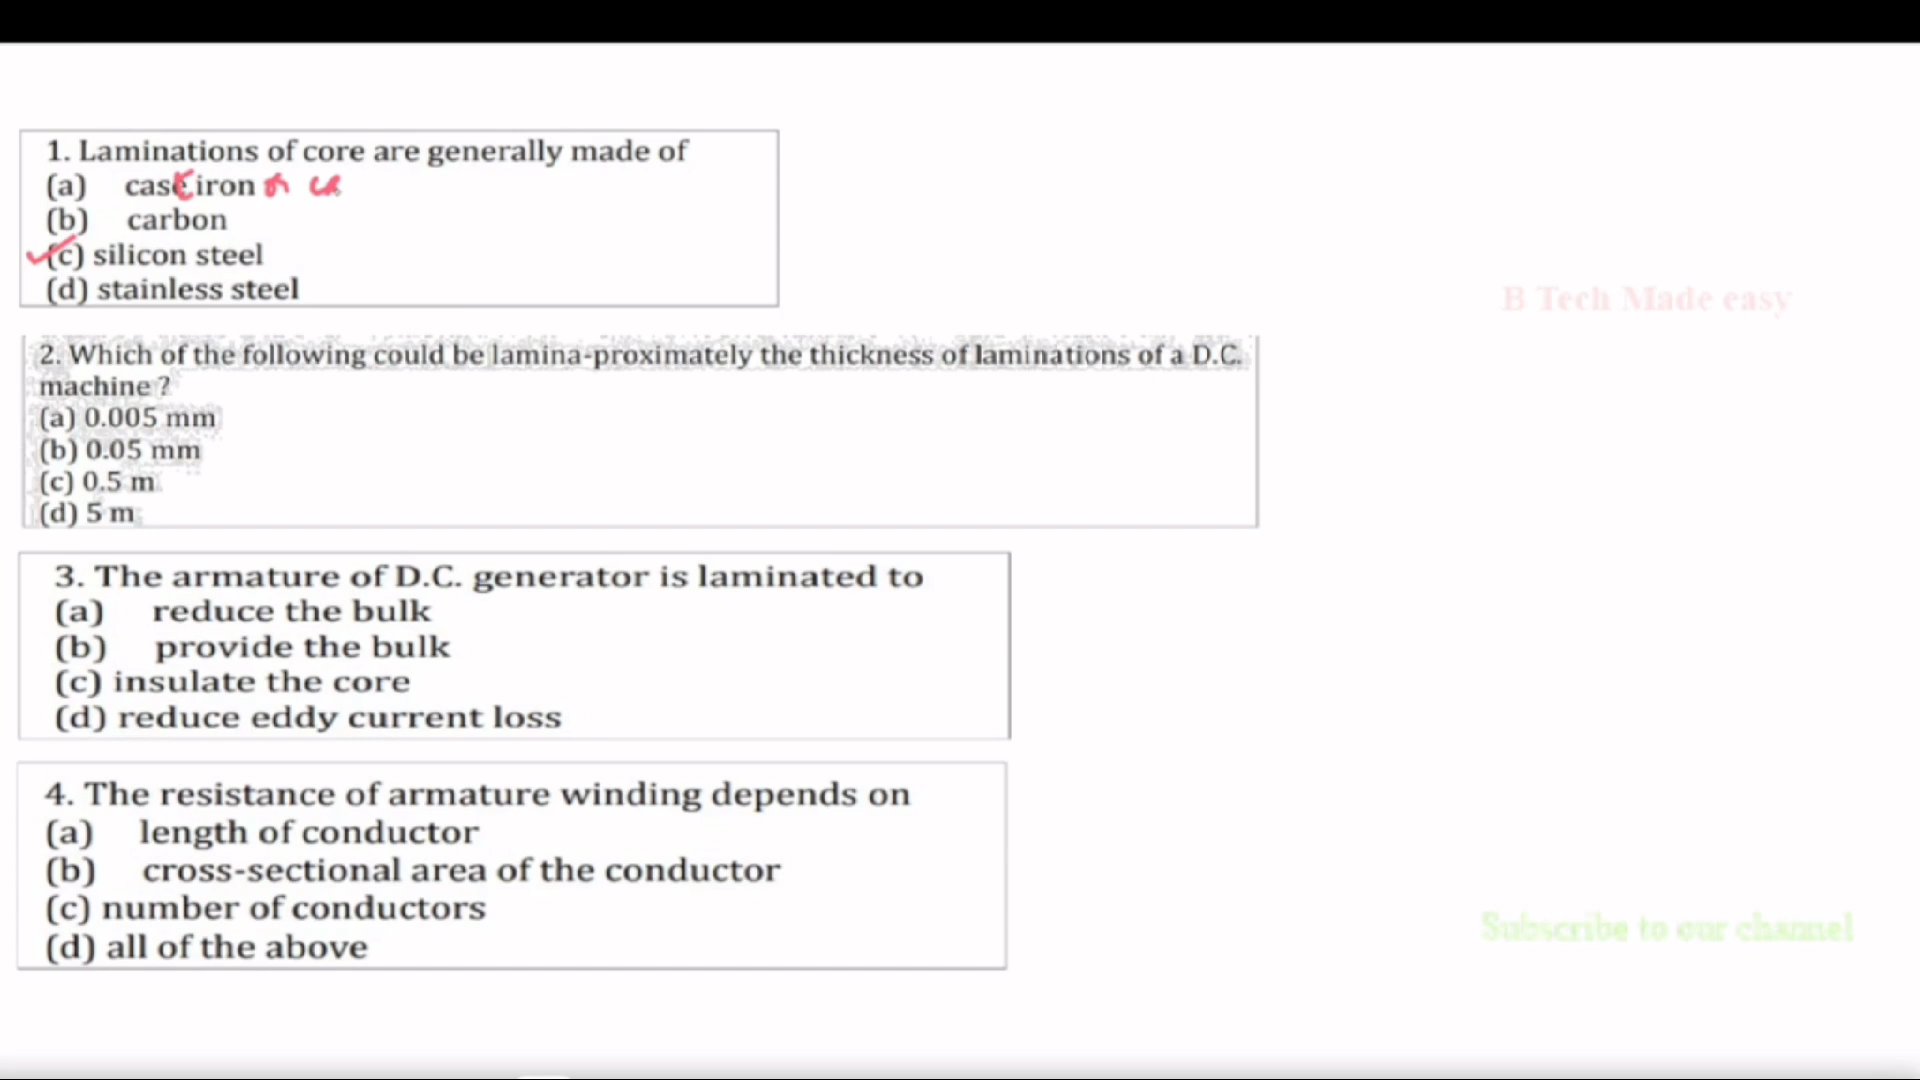 1. Laminations of core are generally made of
(a) case iron
(b) carbon
(c) silicon steel
(d) stainless steel
B Tech Made easy
2. Which of the following could be lamina-proximately the thickness of laminations of a D.C.
machine ?
(a) 0.005 mm
(b) 0.05 mm
(c) 0.5 m
(d) 5 m
3. The armature of D.C. generator is laminated to
(a) reduce the bulk
(b) provide the bulk
(c) insulate the core
(d) reduce eddy current loss
4. The resistance of armature winding depends on
(a) length of conductor
(b) cross-sectional area of the conductor
(c) number of conductors
(d) all of the above
Subscribe to our channel